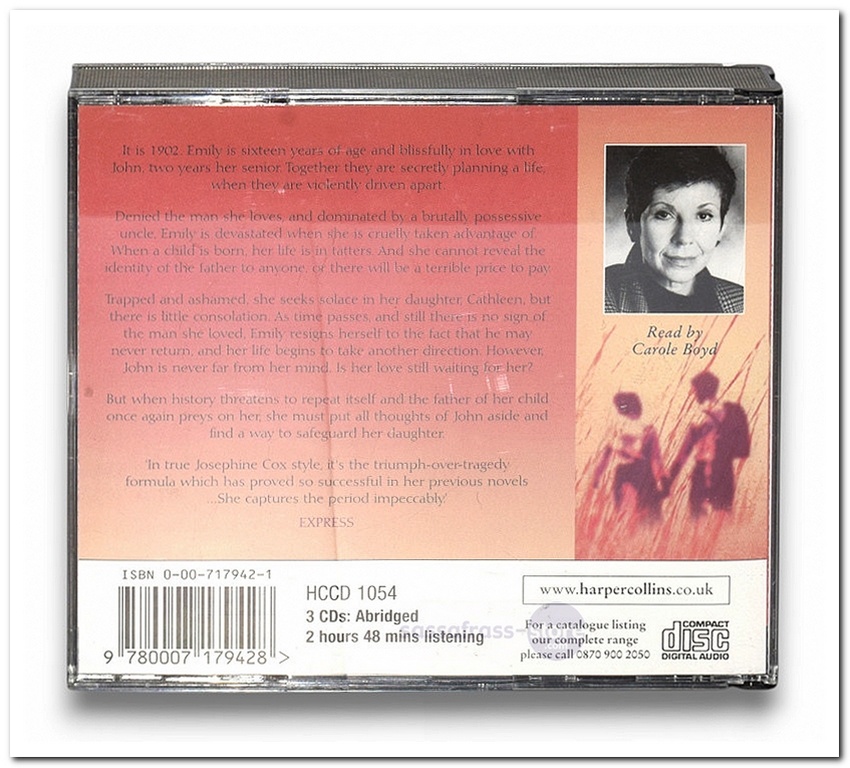 It is 1902. Emily is sixteen years of age and blissfully in love with
John, two years her senior. Together they are secretly planning a life,
when they are violently driven apart.
Denied the man she loves, and dominated by a brutally possessive
uncle, Emily is devastated when she is cruelly taken advantage of.
When a child is born, her life is in tatters. And she cannot reveal the
identity of the father to anyone, or there will be a terrible price to pay.
Trapped and ashamed, she seeks solace in her daughter, Cathleen, but
there is little consolation. As time passes, and still there is no sign of
the man she loved, Emily resigns herself to the fact that he may
never return, and her life begins to take another direction. However,
John is never far from her mind. Is her love still waiting for her?
But when history threatens to repeat itself and the father of her child
once again preys on her, she must put all thoughts of John aside and
find a way to safeguard her daughter.
'In true Josephine Cox style, it's the triumph-over-tragedy
formula which has proved so successful in her previous novels
...She captures the period impeccably.'
EXPRESS
Read by
Carole Boyd
ISBN 0-00-717942-1
9 780007 179428 >
HCCD 1054
3 CDs: Abridged
2 hours 48 mins listening
sassafrass-store
www.harpercollins.co.uk
For a catalogue listing
our complete range
please call 0870 900 2050
COMPACT
disc
DIGITAL AUDIO